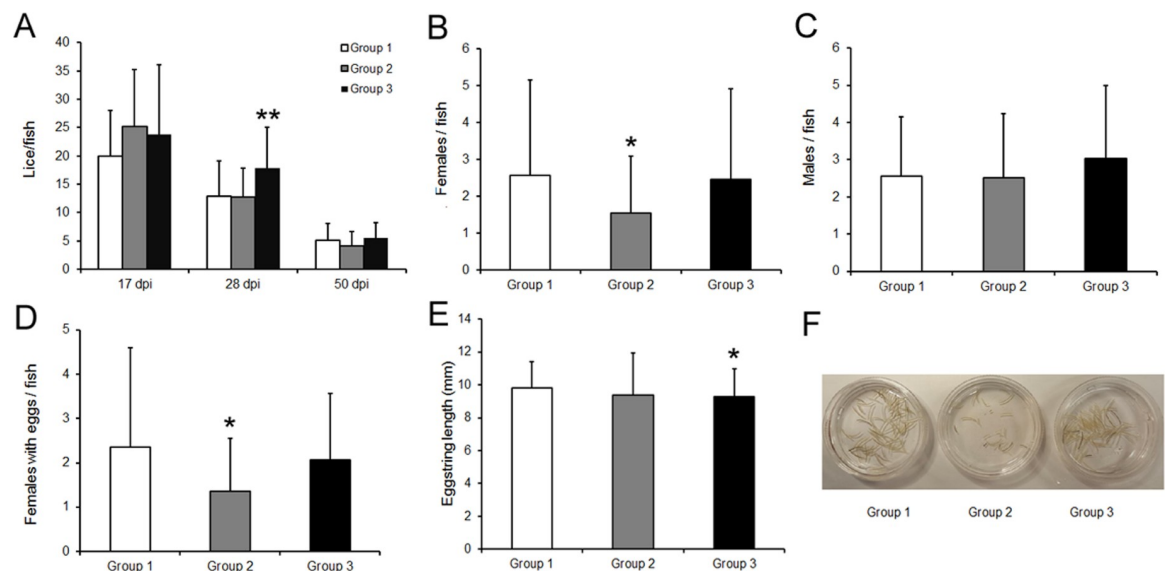 A
Lice/fish
40
35
30
25
20
15
10
5
0
Group 1
Group 2
Group 3
**
17 dpi 28 dpi 50 dpi
B
Females / fish
6
5
4
3
2
1
0
*
Group 1 Group 2 Group 3
C
Males / fish
6
5
4
3
2
1
0
Group 1 Group 2 Group 3
D
Females with eggs / fish
5
4
3
2
1
0
*
Group 1 Group 2 Group 3
E
Eggstring length (mm)
14
12
10
8
6
4
2
0
*
Group 1 Group 2 Group 3
F
Group 1 Group 2 Group 3